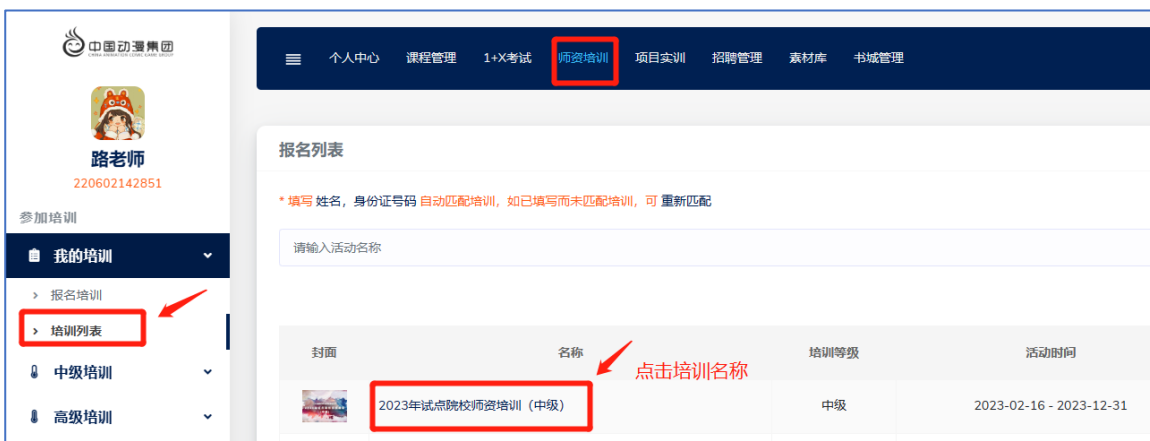 中国动漫集团
CHINA ANIMATION COMIC GAME GROUP
路老师
220602142851
参加培训
我的培训
报名培训
培训列表
中级培训
高级培训
个人中心 课程管理 1+X考试 师资培训 项目实训 招聘管理 素材库 书城管理
报名列表
* 填写 姓名，身份证号码 自动匹配培训，如已填写而未匹配培训，可 重新匹配
请输入活动名称
封面 名称 培训等级 活动时间
点击培训名称
2023年试点院校师资培训（中级） 中级 2023-02-16 - 2023-12-31